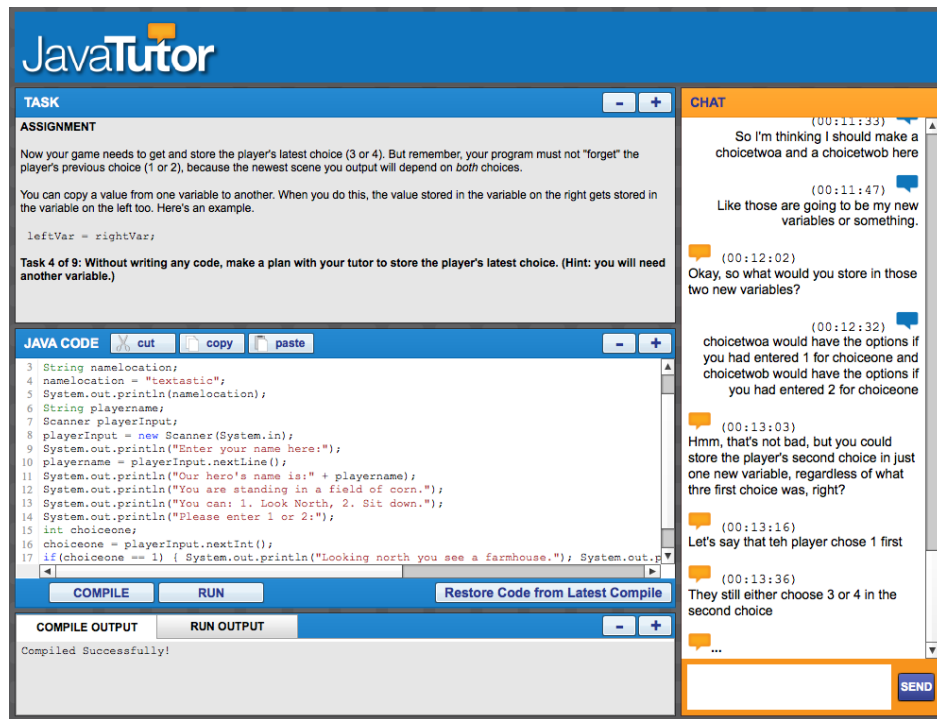 JavaTutor
TASK
- +
ASSIGNMENT
Now your game needs to get and store the player's latest choice (3 or 4). But remember, your program must not "forget" the
player's previous choice (1 or 2), because the newest scene you output will depend on both choices.
You can copy a value from one variable to another. When you do this, the value stored in the variable on the right gets stored in
the variable on the left too. Here's an example.
leftVar = rightVar;
Task 4 of 9: Without writing any code, make a plan with your tutor to store the player's latest choice. (Hint: you will need
another variable.)
JAVA CODE cut copy paste - +
3 String namelocation;
4 namelocation = "textastic";
5 System.out.println(namelocation);
6 String playername;
7 Scanner playerInput;
8 playerInput = new Scanner(System.in);
9 System.out.println("Enter your name here:");
10 playername = playerInput.nextLine();
11 System.out.println("Our hero's name is:" + playername);
12 System.out.println("You are standing in a field of corn.");
13 System.out.println("You can: 1. Look North, 2. Sit down.");
14 System.out.println("Please enter 1 or 2:");
15 int choiceone;
16 choiceone = playerInput.nextInt();
17 if(choiceone == 1) { System.out.println("Looking north you see a farmhouse."); System.out.p
COMPILE RUN Restore Code from Latest Compile
COMPILE OUTPUT RUN OUTPUT - +
Compiled Successfully!
CHAT
(00:11:33)
So I'm thinking I should make a
choicetwoa and a choicetwob here
(00:11:47)
Like those are going to be my new
variables or something.
(00:12:02)
Okay, so what would you store in those
two new variables?
(00:12:32)
choicetwoa would have the options if
you had entered 1 for choiceone and
choicetwob would have the options if
you had entered 2 for choiceone
(00:13:03)
Hmm, that's not bad, but you could
store the player's second choice in just
one new variable, regardless of what
thre first choice was, right?
(00:13:16)
Let's say that teh player chose 1 first
(00:13:36)
They still either choose 3 or 4 in the
second choice
...
SEND